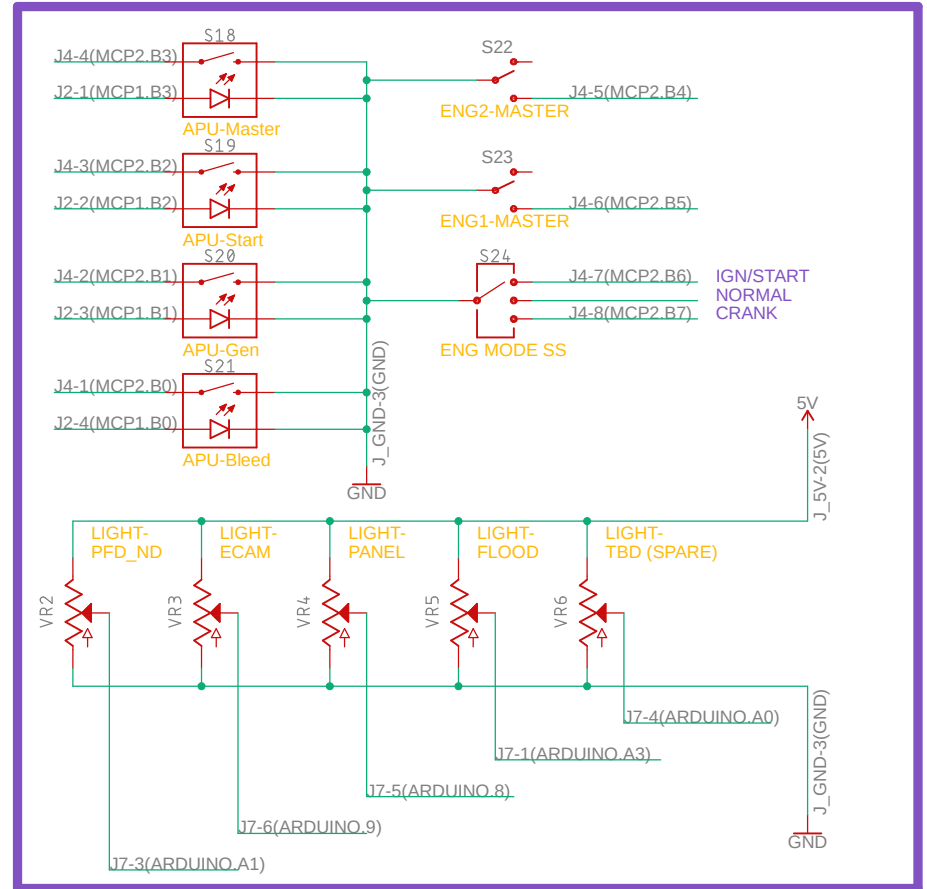 S18
J4-4(MCP2.B3)
J2-1(MCP1.B3)
APU-Master
S19
J4-3(MCP2.B2)
J2-2(MCP1.B2)
APU-Start
S20
J4-2(MCP2.B1)
J2-3(MCP1.B1)
APU-Gen
S21
J4-1(MCP2.B0)
J2-4(MCP1.B0)
APU-Bleed
J_GND-3(GND)
GND
S22
J4-5(MCP2.B4)
ENG2-MASTER
S23
J4-6(MCP2.B5)
ENG1-MASTER
S24
J4-7(MCP2.B6)
IGN/START
NORMAL
J4-8(MCP2.B7)
CRANK
ENG MODE SS
5V
J_5V-2(5V)
LIGHT-
PFD_ND
LIGHT-
ECAM
LIGHT-
PANEL
LIGHT-
FLOOD
LIGHT-
TBD (SPARE)
VR2
VR3
VR4
VR5
VR6
J7-4(ARDUINO.A0)
J7-1(ARDUINO.A3)
J7-5(ARDUINO.8)
J7-6(ARDUINO.9)
J7-3(ARDUINO.A1)
J_GND-3(GND)
GND